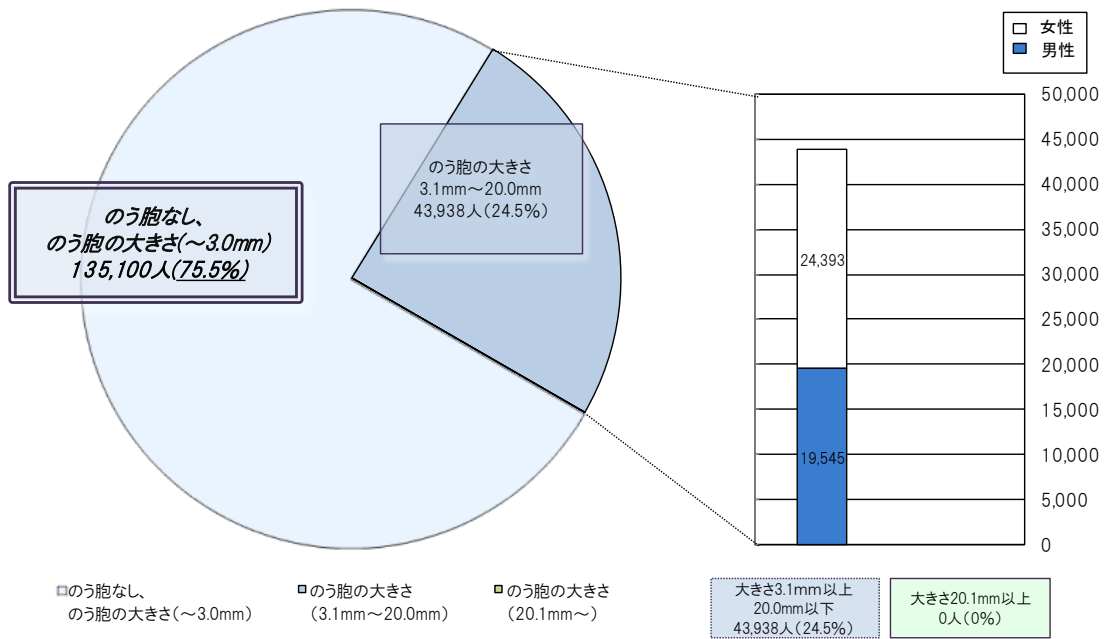 女性
男性
のう胞の大きさ
3.1mm～20.0mm
43,938人(24.5%)
のう胞なし、
のう胞の大きさ(～3.0mm)
135,100人(75.5%)
50,000
45,000
40,000
35,000
30,000
25,000
20,000
15,000
10,000
5,000
0
24,393
19,545
のう胞なし、
のう胞の大きさ(～3.0mm)
のう胞の大きさ
(3.1mm～20.0mm)
のう胞の大きさ
(20.1mm～)
大きさ3.1mm以上
20.0mm以下
43,938人(24.5%)
大きさ20.1mm以上
0人(0%)